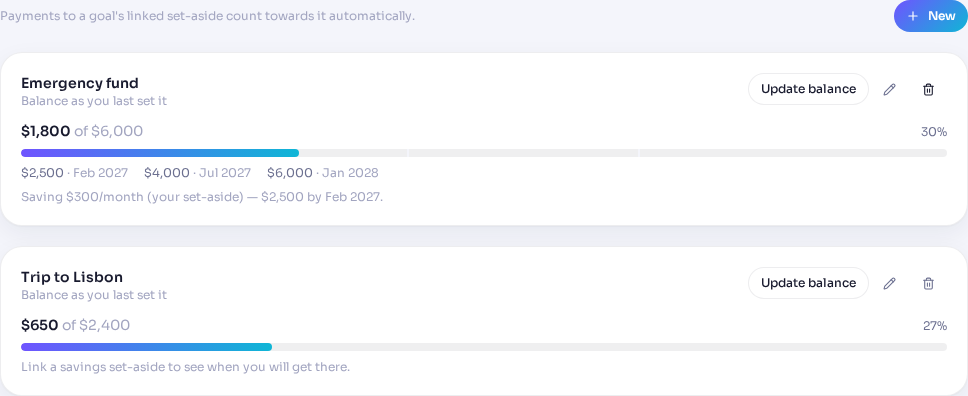 Payments to a goal's linked set-aside count towards it automatically.
New
Emergency fund
Balance as you last set it
Update balance
$1,800 of $6,000
30%
$2,500 · Feb 2027 $4,000 · Jul 2027 $6,000 · Jan 2028
Saving $300/month (your set-aside) — $2,500 by Feb 2027.
Trip to Lisbon
Balance as you last set it
Update balance
$650 of $2,400
27%
Link a savings set-aside to see when you will get there.